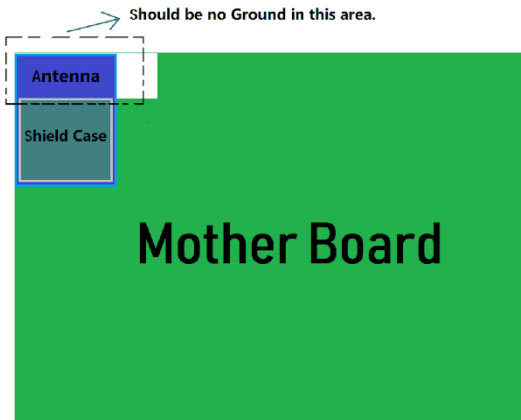 Should be no Ground in this area.
Antenna
Shield Case
Mother Board